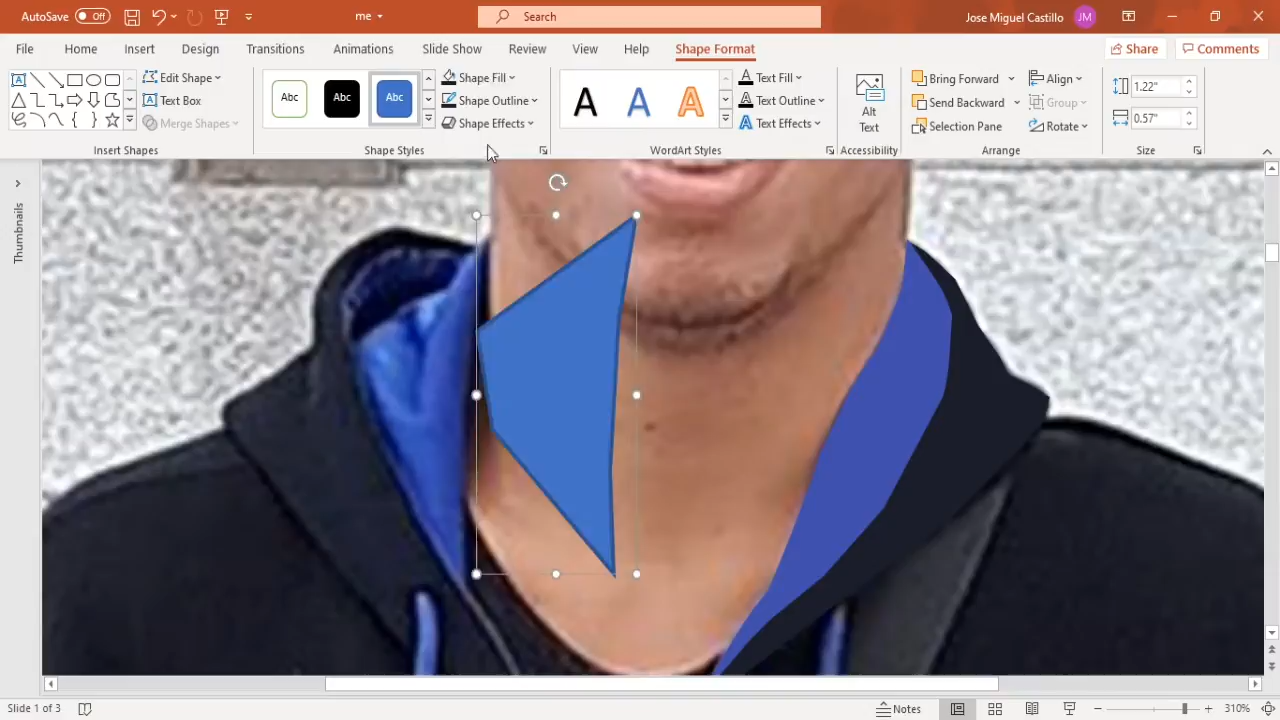 AutoSave Off me Search Jose Miguel Castillo JM
File Home Insert Design Transitions Animations Slide Show Review View Help Shape Format Share Comments
Edit Shape Text Box Merge Shapes
Insert Shapes
Abc Abc Abc
Shape Fill Shape Outline Shape Effects
Shape Styles
A A A
Text Fill Text Outline Text Effects
WordArt Styles
Alt
Text
Accessibility
Bring Forward Send Backward Selection Pane
Align Group Rotate
Arrange
1.22"
0.57"
Size
Thumbnails
Slide 1 of 3 Notes 310%